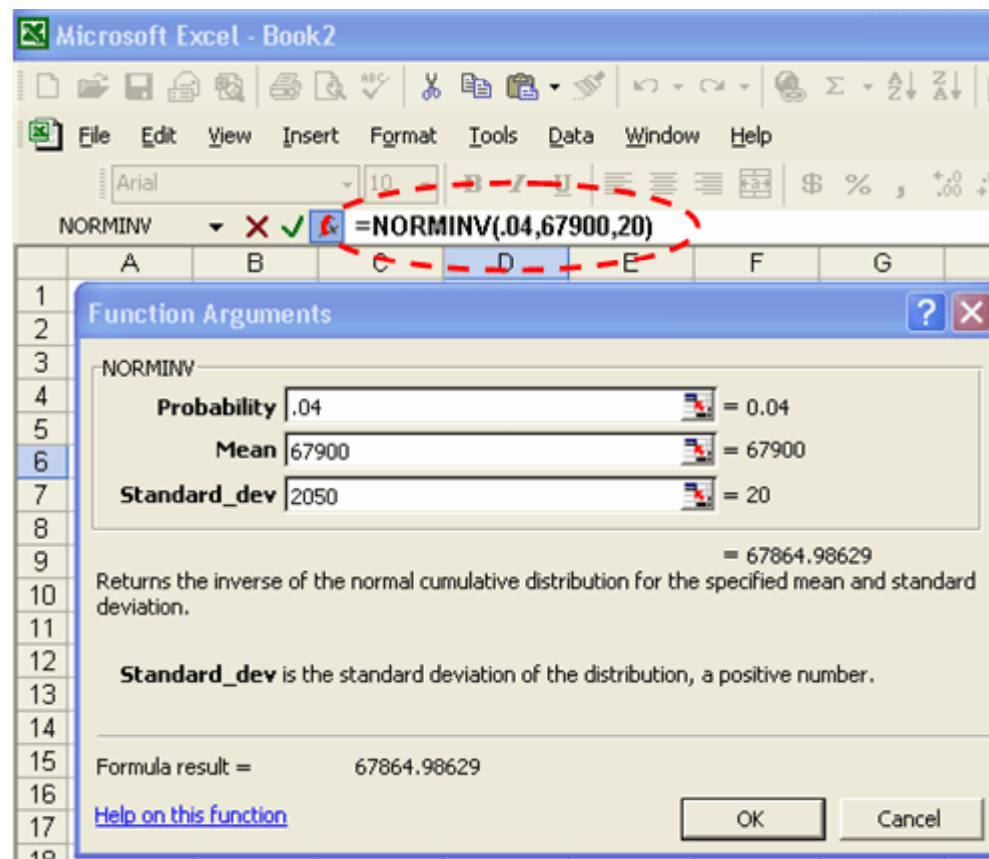 Microsoft Excel - Book2
File Edit View Insert Format Tools Data Window Help
Arial 10 B I U $ % ,
NORMINV =NORMINV(.04,67900,20)
A B C D E F G
1
2
3
4
5
6
7
8
9
10
11
12
13
14
15
16
17
18
Function Arguments
NORMINV
Probability .04 = 0.04
Mean 67900 = 67900
Standard_dev 2050 = 20
= 67864.98629
Returns the inverse of the normal cumulative distribution for the specified mean and standard
deviation.
Standard_dev is the standard deviation of the distribution, a positive number.
Formula result = 67864.98629
Help on this function OK Cancel